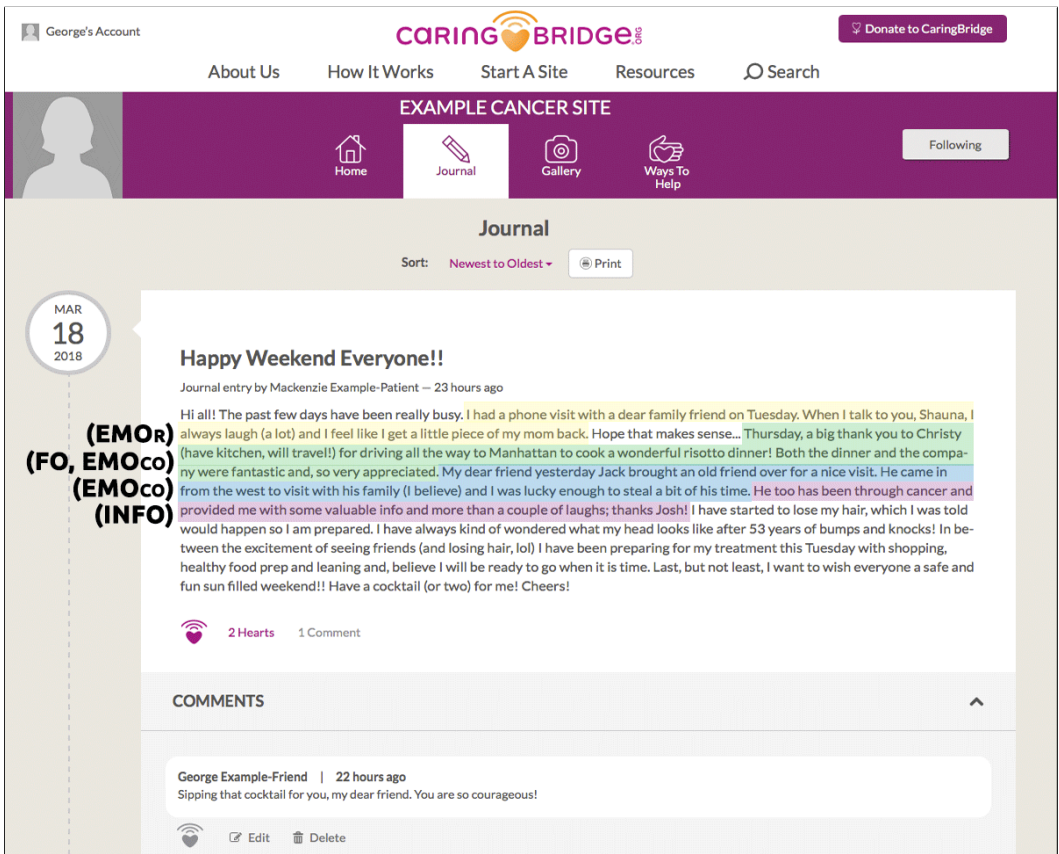 George's Account
CARING BRIDGE.ORG
Donate to CaringBridge
About Us How It Works Start A Site Resources Search
EXAMPLE CANCER SITE
Home Journal Gallery Ways To Help
Following
Journal
Sort: Newest to Oldest Print
MAR
18
2018
Happy Weekend Everyone!!
Journal entry by Mackenzie Example-Patient — 23 hours ago
Hi all! The past few days have been really busy. I had a phone visit with a dear family friend on Tuesday. When I talk to you, Shauna, I
(EMOR) always laugh (a lot) and I feel like I get a little piece of my mom back. Hope that makes sense... Thursday, a big thank you to Christy
(FO, EMOCO) (have kitchen, will travel!) for driving all the way to Manhattan to cook a wonderful risotto dinner! Both the dinner and the compa-
ny were fantastic and, so very appreciated. My dear friend yesterday Jack brought an old friend over for a nice visit. He came in
(EMOCO) from the west to visit with his family (I believe) and I was lucky enough to steal a bit of his time. He too has been through cancer and
(INFO) provided me with some valuable info and more than a couple of laughs; thanks Josh! I have started to lose my hair, which I was told
would happen so I am prepared. I have always kind of wondered what my head looks like after 53 years of bumps and knocks! In be-
tween the excitement of seeing friends (and losing hair, lol) I have been preparing for my treatment this Tuesday with shopping,
healthy food prep and leaning and, believe I will be ready to go when it is time. Last, but not least, I want to wish everyone a safe and
fun sun filled weekend!! Have a cocktail (or two) for me! Cheers!
2 Hearts 1 Comment
COMMENTS
George Example-Friend | 22 hours ago
Sipping that cocktail for you, my dear friend. You are so courageous!
Edit Delete